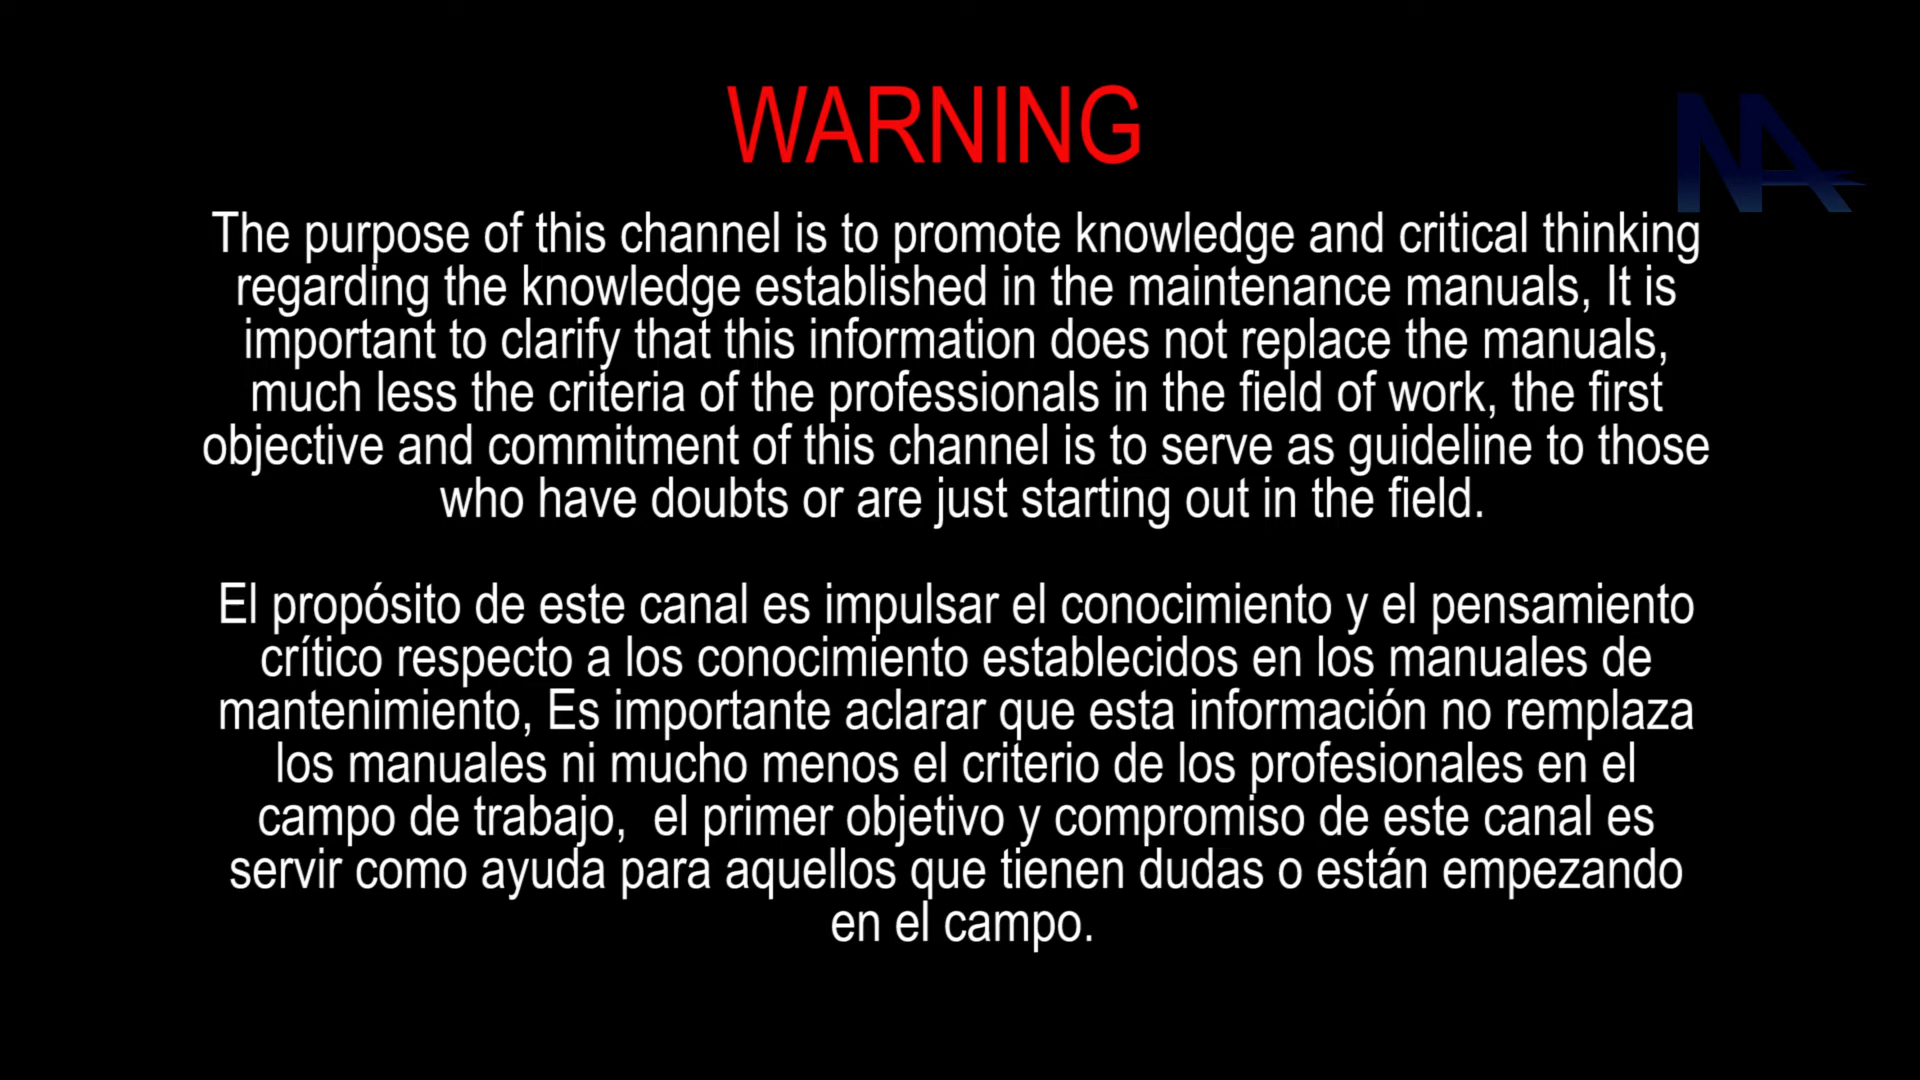 WARNING
NA
The purpose of this channel is to promote knowledge and critical thinking
regarding the knowledge established in the maintenance manuals, It is
important to clarify that this information does not replace the manuals,
much less the criteria of the professionals in the field of work, the first
objective and commitment of this channel is to serve as guideline to those
who have doubts or are just starting out in the field.
El propósito de este canal es impulsar el conocimiento y el pensamiento
crítico respecto a los conocimiento establecidos en los manuales de
mantenimiento, Es importante aclarar que esta información no remplaza
los manuales ni mucho menos el criterio de los profesionales en el
campo de trabajo,  el primer objetivo y compromiso de este canal es
servir como ayuda para aquellos que tienen dudas o están empezando
en el campo.